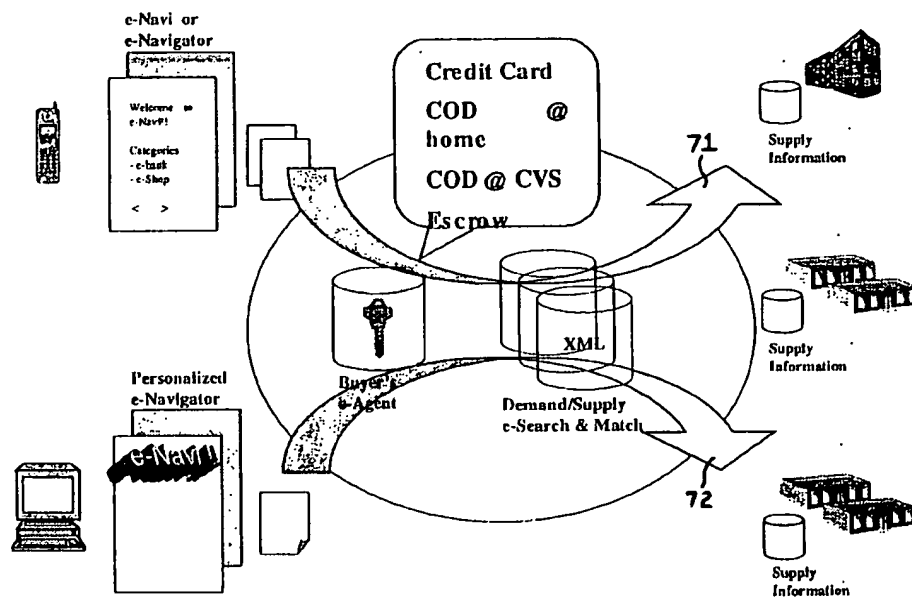 e-Navi or
e-Navigator
Welcome to
e-Navi!
Categories
- e-bank
- e-Shop
< >
Credit Card
COD @
home
COD @ CVS
Escrow
71
Supply
Information
XML
Buyer's
e-Agent
Demand/Supply
e-Search & Match
Supply
Information
Personalized
e-Navigator
e-Navi!
72
Supply
Information